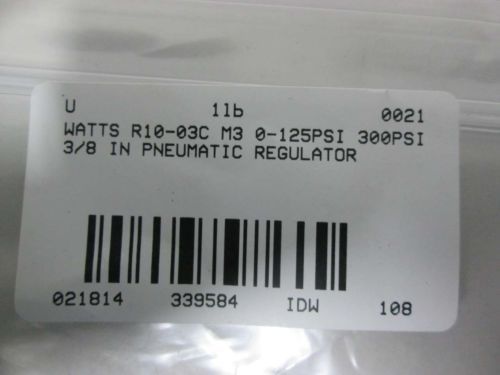 U 1lb 0021
WATTS R10-03C M3 0-125PSI 300PSI
3/8 IN PNEUMATIC REGULATOR
021814 339584 IDW 108